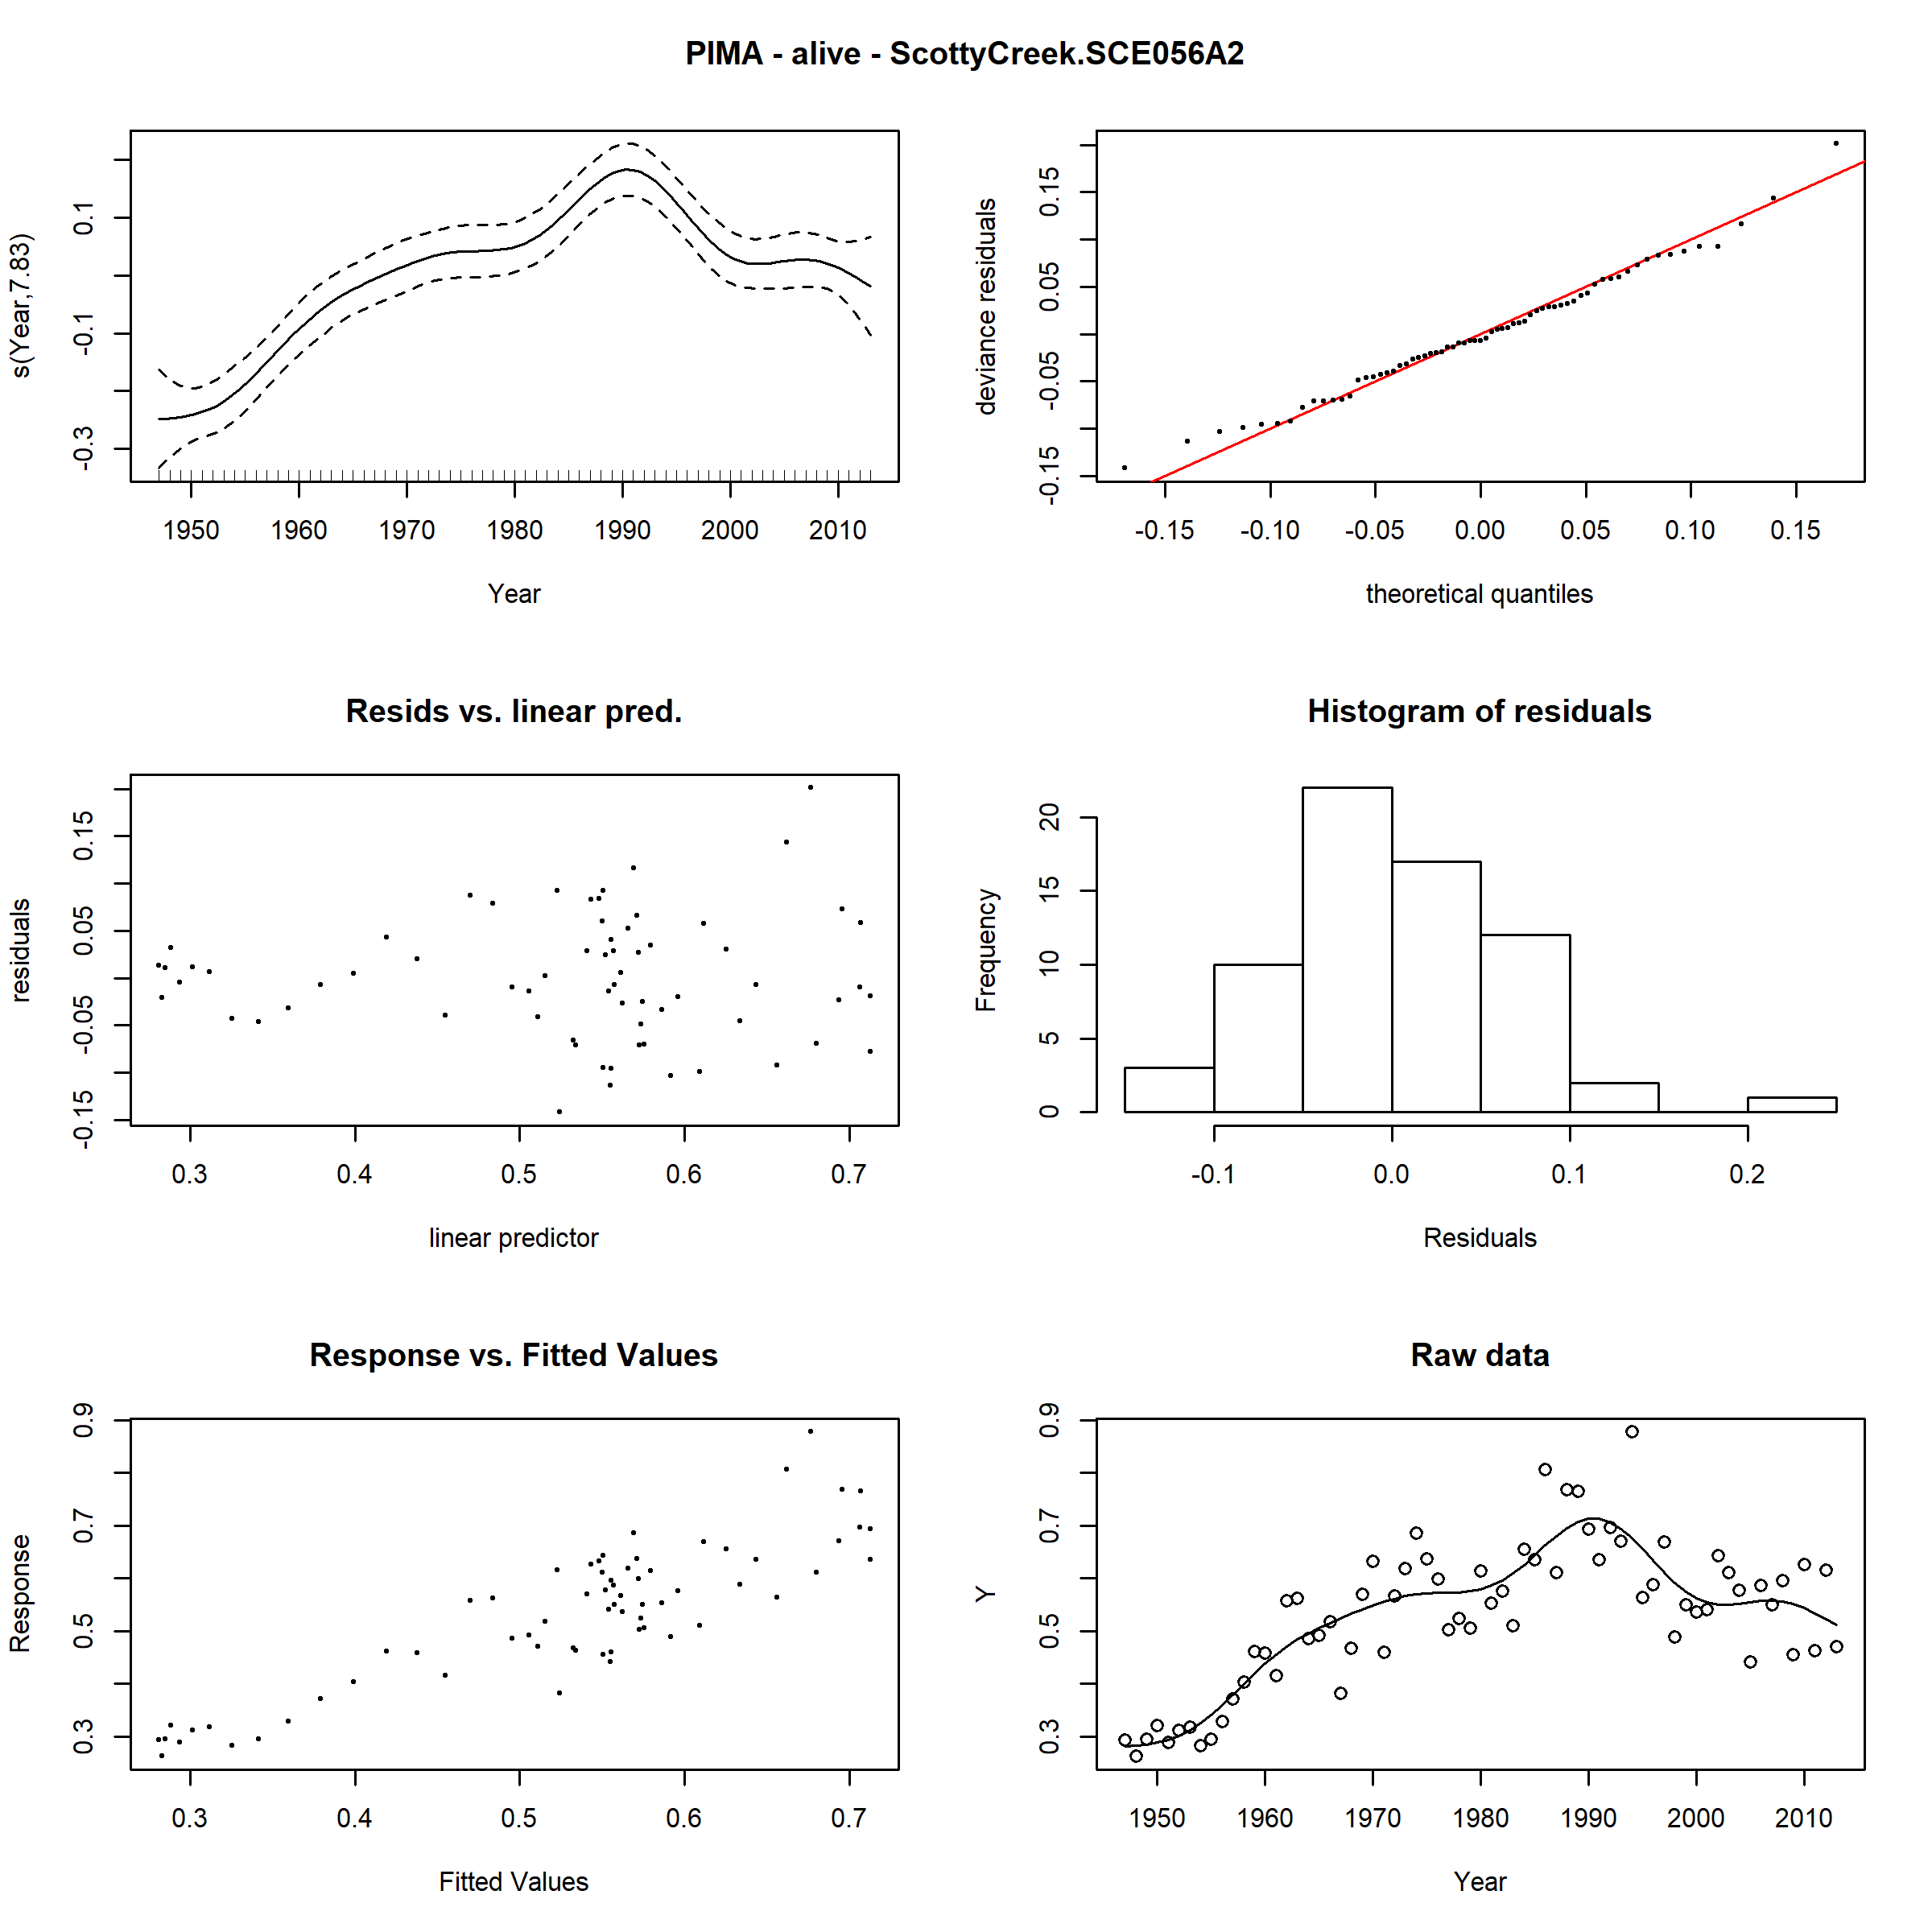 PIMA - alive - ScottyCreek.SCE056A2
s(Year,7.83)
0.1
-0.1
-0.3
1950 1960 1970 1980 1990 2000 2010
Year
deviance residuals
0.15
0.05
-0.05
-0.15
-0.15 -0.10 -0.05 0.00 0.05 0.10 0.15
theoretical quantiles
Resids vs. linear pred.
residuals
0.15
0.05
-0.05
-0.15
0.3 0.4 0.5 0.6 0.7
linear predictor
Histogram of residuals
Frequency
20
15
10
5
0
-0.1 0.0 0.1 0.2
Residuals
Response vs. Fitted Values
Response
0.9
0.7
0.5
0.3
0.3 0.4 0.5 0.6 0.7
Fitted Values
Raw data
Y
0.9
0.7
0.5
0.3
1950 1960 1970 1980 1990 2000 2010
Year